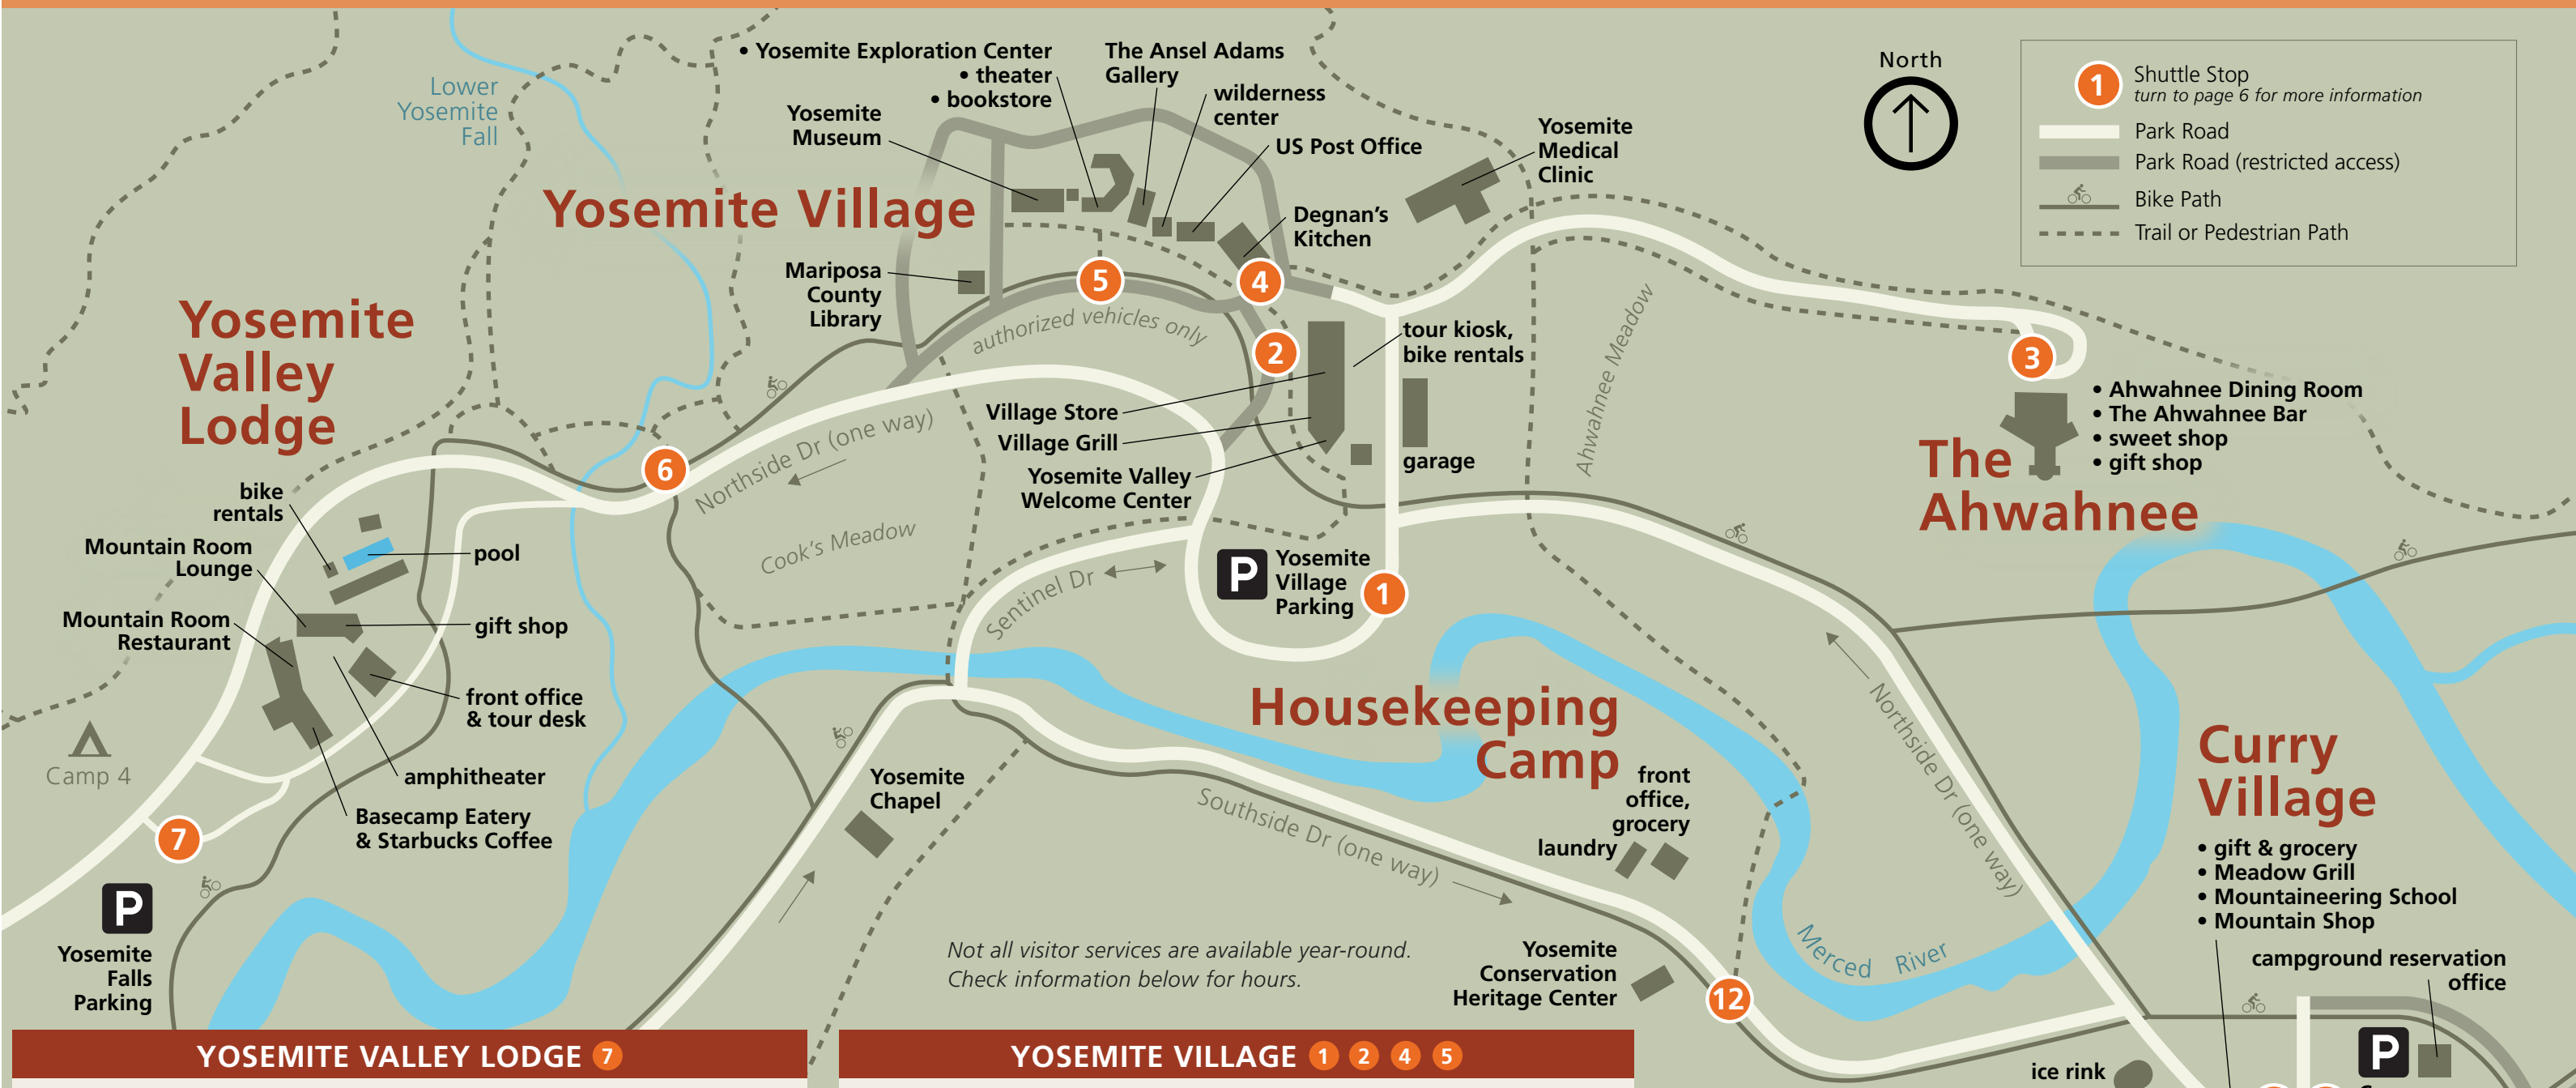 Lower
Yosemite
Fall
• Yosemite Exploration Center
• theater
• bookstore
The Ansel Adams
Gallery
wilderness
center
US Post Office
Yosemite
Museum
Yosemite
Medical
Clinic
North
1
Shuttle Stop
turn to page 6 for more information
Park Road
Park Road (restricted access)
Bike Path
Trail or Pedestrian Path
Yosemite Village
Degnan’s
Kitchen
Mariposa
County
Library
5
4
authorized vehicles only
2
tour kiosk,
bike rentals
Ahwahnee Meadow
3
• Ahwahnee Dining Room
• The Ahwahnee Bar
• sweet shop
• gift shop
The
Ahwahnee
Yosemite
Valley
Lodge
Village Store
Village Grill
Yosemite Valley
Welcome Center
garage
6
Northside Dr (one way)
Cook’s Meadow
Sentinel Dr
P
Yosemite
Village
Parking
1
bike
rentals
Mountain Room
Lounge
pool
Mountain Room
Restaurant
gift shop
front office
& tour desk
amphitheater
Basecamp Eatery
& Starbucks Coffee
Camp 4
7
P
Yosemite
Falls
Parking
Yosemite
Chapel
Housekeeping
Camp
front
office,
grocery
laundry
Southside Dr (one way)
Northside Dr (one way)
Merced River
Curry
Village
• gift & grocery
• Meadow Grill
• Mountaineering School
• Mountain Shop
campground reservation
office
Not all visitor services are available year-round.
Check information below for hours.
Yosemite
Conservation
Heritage Center
12
ice rink
P
YOSEMITE VALLEY LODGE 7
YOSEMITE VILLAGE 1 2 4 5